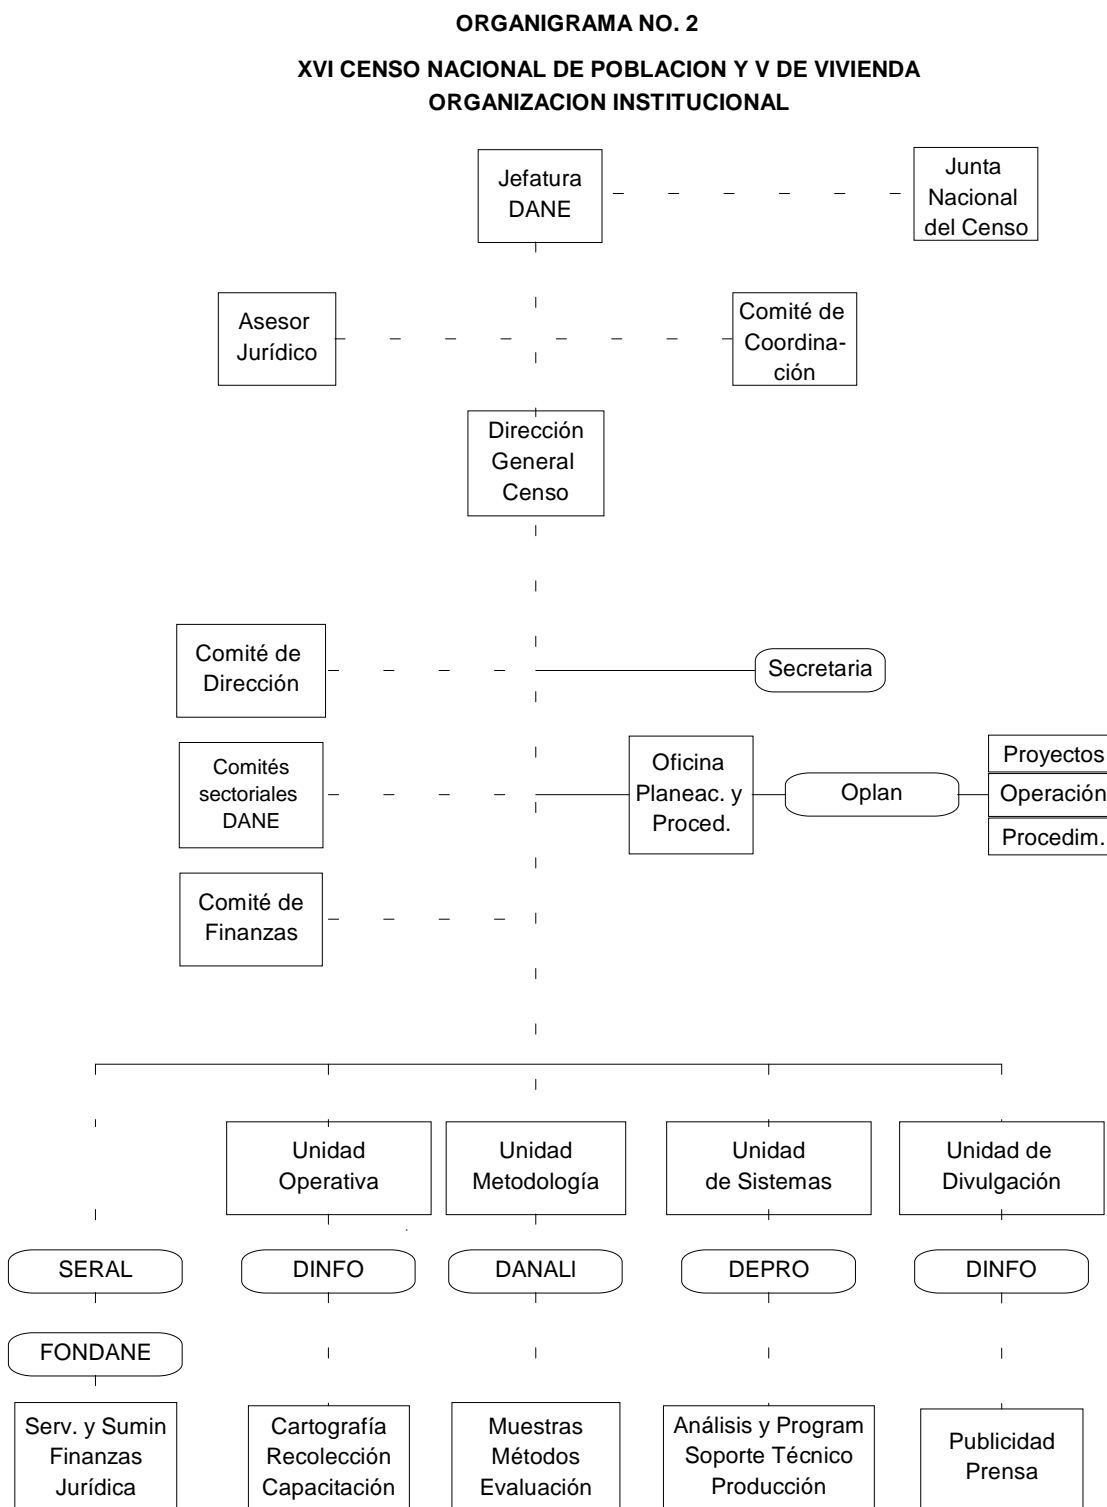 ORGANIGRAMA NO. 2
XVI CENSO NACIONAL DE POBLACION Y V DE VIVIENDA
ORGANIZACION INSTITUCIONAL
Jefatura
DANE
Junta
Nacional
del Censo
Asesor
Jurídico
Comité de
Coordina-
ción
Dirección
General
Censo
Comité de
Dirección
Secretaria
Comités
sectoriales
DANE
Oficina
Planeac. y
Proced.
Oplan
Proyectos
Operación
Procedim.
Comité de
Finanzas
Unidad
Operativa
Unidad
Metodología
Unidad
de Sistemas
Unidad de
Divulgación
SERAL
DINFO
DANALI
DEPRO
DINFO
FONDANE
Serv. y Sumin
Finanzas
Jurídica
Cartografía
Recolección
Capacitación
Muestras
Métodos
Evaluación
Análisis y Program
Soporte Técnico
Producción
Publicidad
Prensa